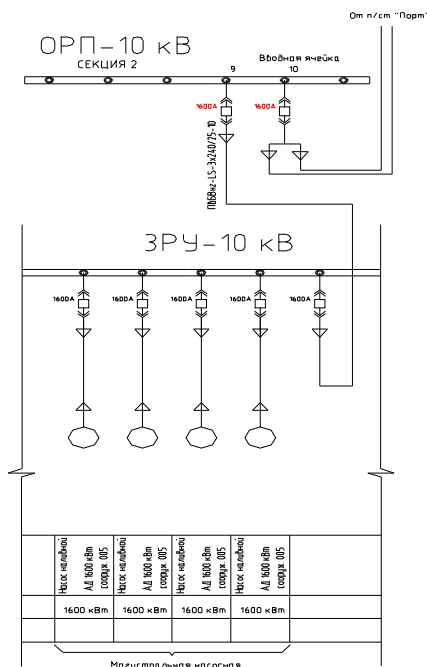 От п/ст "Порт"
ОРП-10 кВ
СЕКЦИЯ 2
9
Вводная ячейка
10
1600А
1600А
ПвВВнг-LS-3х240/25-10
ЗРУ-10 кВ
1600А
1600А
1600А
1600А
1600А
Насос наливной
АД 1600 кВт
сооруж. 005
Насос наливной
АД 1600 кВт
сооруж. 005
Насос наливной
АД 1600 кВт
сооруж. 005
Насос наливной
АД 1600 кВт
сооруж. 005
1600 кВт
1600 кВт
1600 кВт
1600 кВт
Магистральная насосная